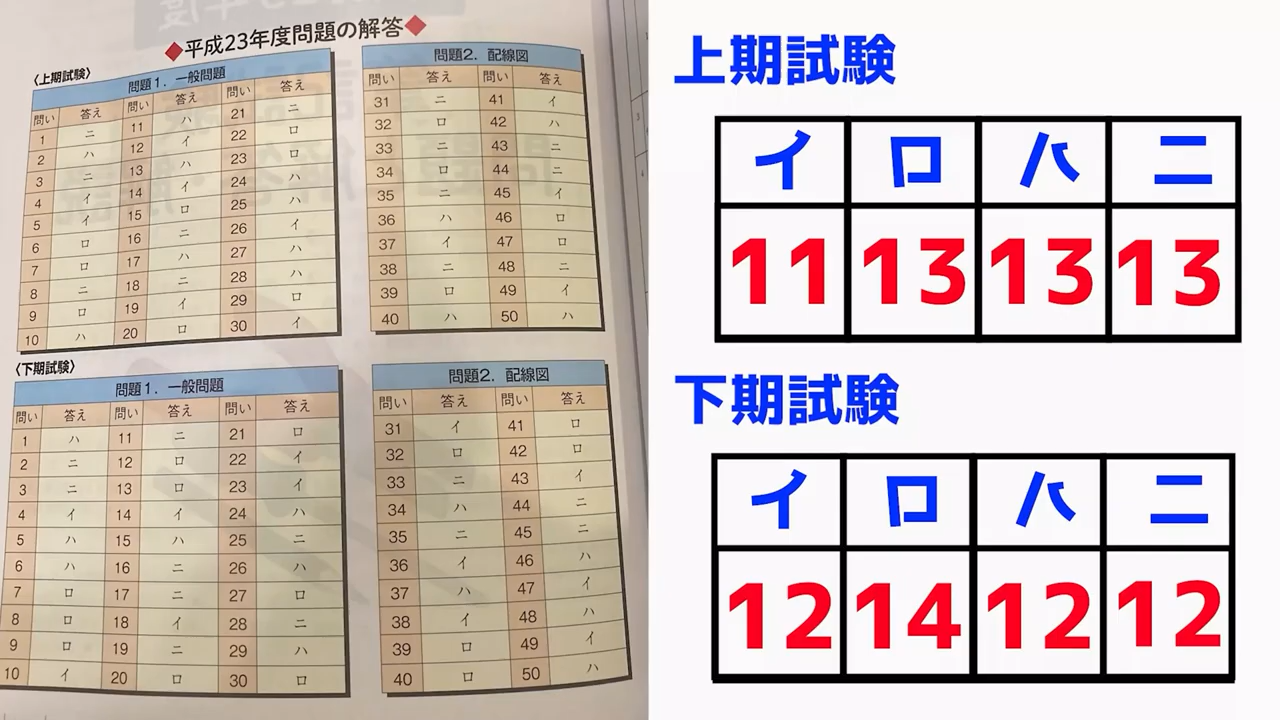 ◆平成23年度問題の解答◆
〈上期試験〉
問題1．一般問題
問い 答え 問い 答え 問い 答え
1 ニ 11 ハ 21 ニ
2 ハ 12 イ 22 ロ
3 ニ 13 ハ 23 ロ
4 イ 14 イ 24 ハ
5 イ 15 ロ 25 ハ
6 ロ 16 ニ 26 イ
7 ロ 17 ハ 27 ハ
8 ニ 18 ニ 28 ハ
9 ロ 19 イ 29 ロ
10 ハ 20 ロ 30 イ
問題2．配線図
問い 答え 問い 答え
31 ニ 41 イ
32 ロ 42 ハ
33 ニ 43 ニ
34 ロ 44 ニ
35 ニ 45 イ
36 ハ 46 ロ
37 イ 47 ロ
38 ニ 48 ニ
39 ロ 49 イ
40 ハ 50 ハ
〈下期試験〉
問題1．一般問題
問い 答え 問い 答え 問い 答え
1 ハ 11 ニ 21 ロ
2 ニ 12 ロ 22 イ
3 ニ 13 ロ 23 イ
4 イ 14 イ 24 ハ
5 ハ 15 ハ 25 ニ
6 ハ 16 ニ 26 ハ
7 ロ 17 ニ 27 ロ
8 ロ 18 イ 28 ニ
9 ロ 19 ニ 29 ハ
10 イ 20 ロ 30 ロ
問題2．配線図
問い 答え 問い 答え
31 イ 41 ロ
32 ロ 42 ロ
33 ニ 43 イ
34 ハ 44 ニ
35 ニ 45 ニ
36 イ 46 ハ
37 ハ 47 イ
38 イ 48 ハ
39 ロ 49 イ
40 ロ 50 ハ
上期試験
イ ロ ハ ニ
11 13 13 13
下期試験
イ ロ ハ ニ
12 14 12 12